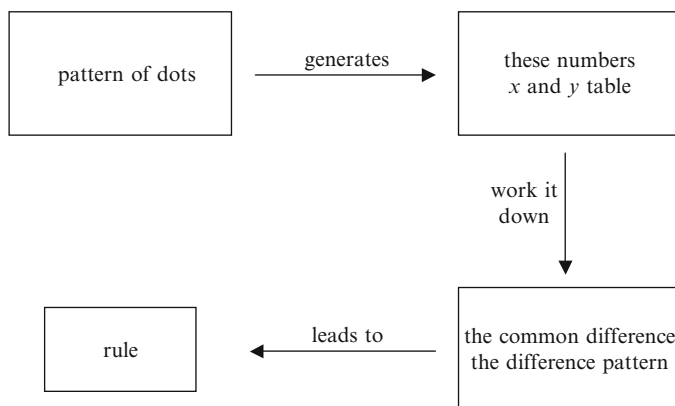 pattern of dots
generates
these numbers
x and y table
work it
down
the common difference
the difference pattern
leads to
rule